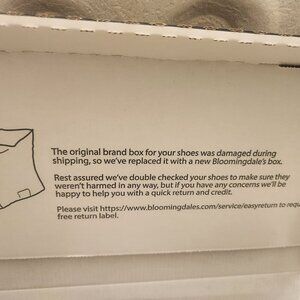 The original brand box for your shoes was damaged during
shipping, so we've replaced it with a new Bloomingdale's box.
Rest assured we've double checked your shoes to make sure they
weren't harmed in any way, but if you have any concerns we'll be
happy to help you with a quick return and credit.
Please visit https://www.bloomingdales.com/service/easyreturn to requ
free return label.